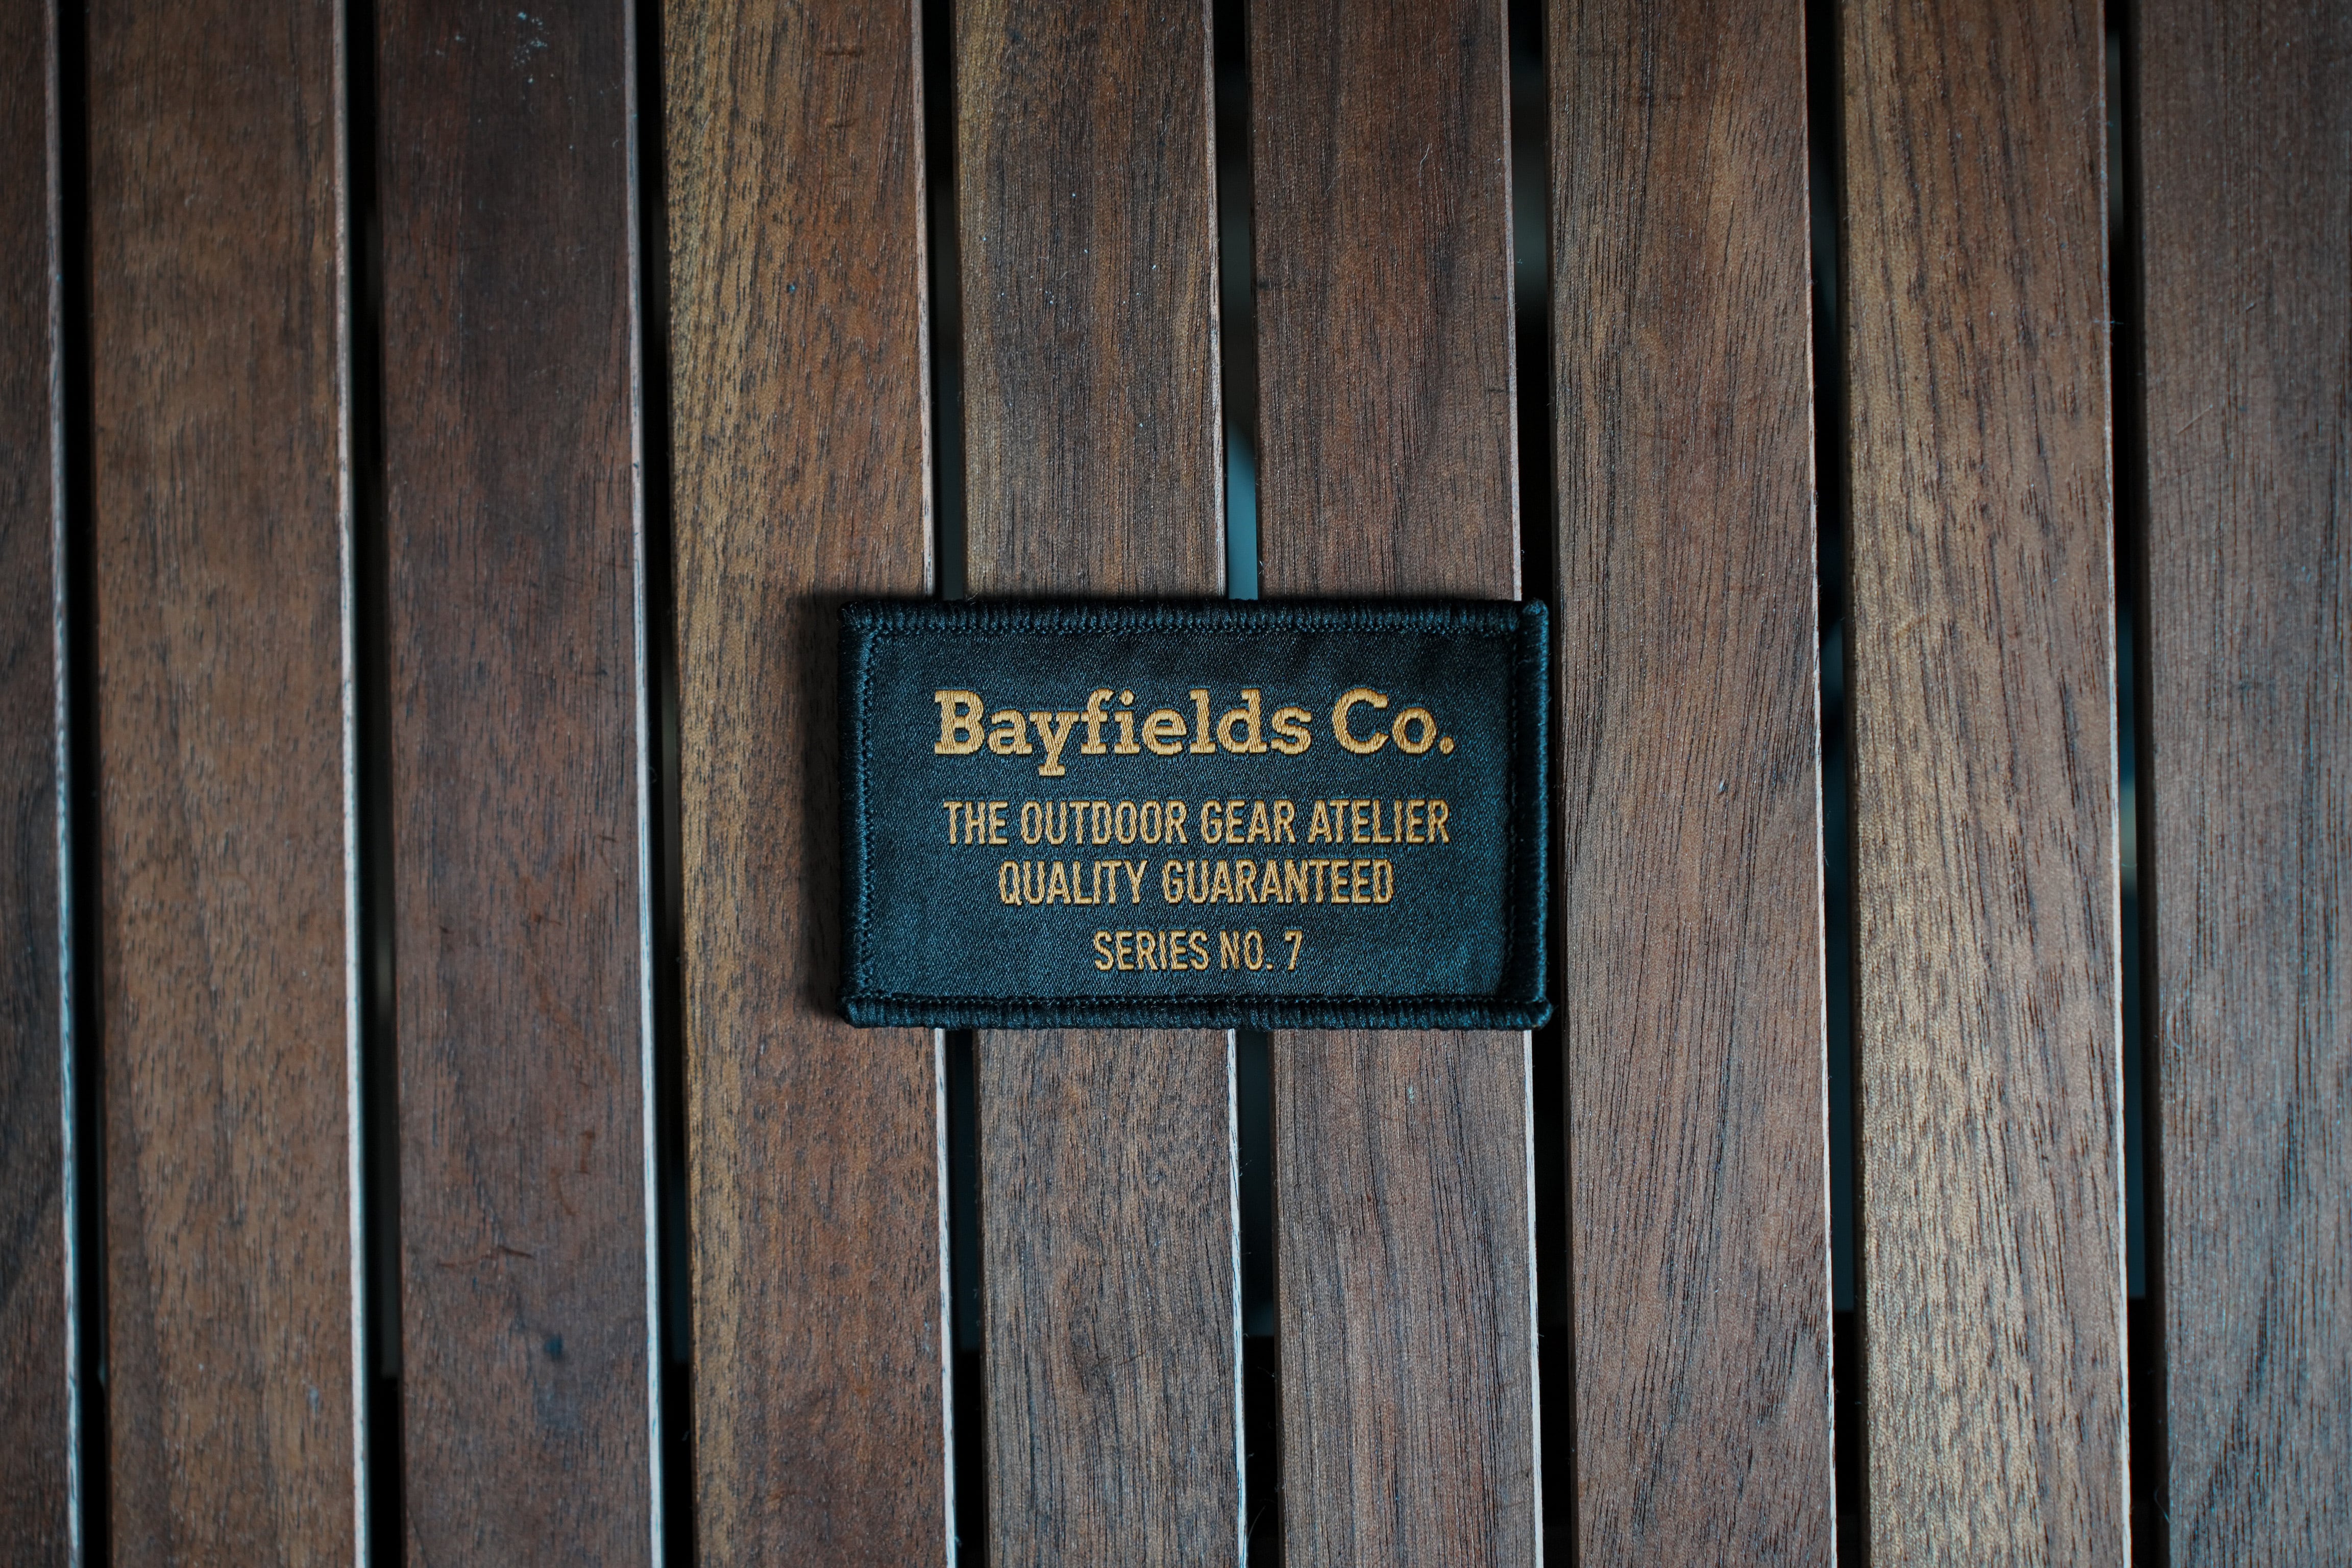 Bayfields Co.
THE OUTDOOR GEAR ATELIER
QUALITY GUARANTEED
SERIES NO. 7